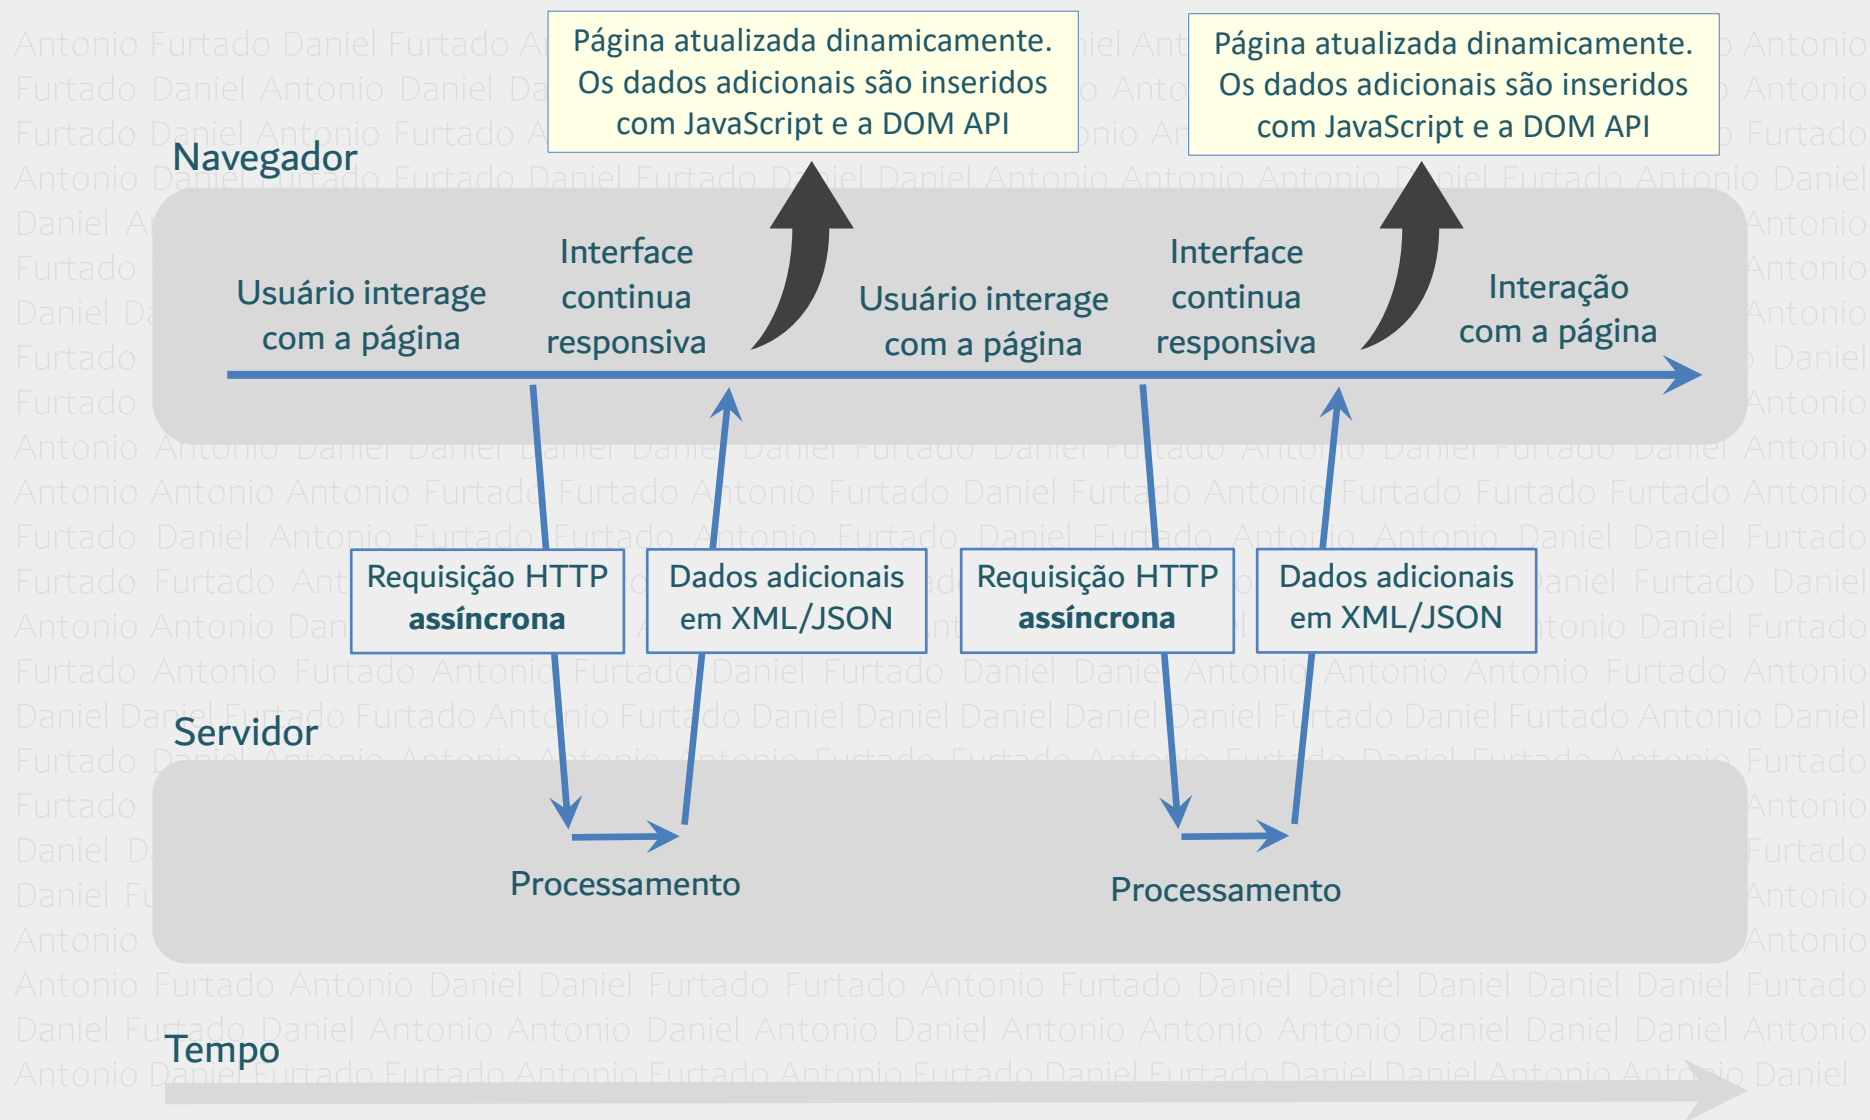 Página atualizada dinamicamente.
Os dados adicionais são inseridos
com JavaScript e a DOM API
Página atualizada dinamicamente.
Os dados adicionais são inseridos
com JavaScript e a DOM API
Navegador
Usuário interage
com a página
Interface
continua
responsiva
Usuário interage
com a página
Interface
continua
responsiva
Interação
com a página
Requisição HTTP
assíncrona
Dados adicionais
em XML/JSON
Requisição HTTP
assíncrona
Dados adicionais
em XML/JSON
Servidor
Processamento
Processamento
Tempo